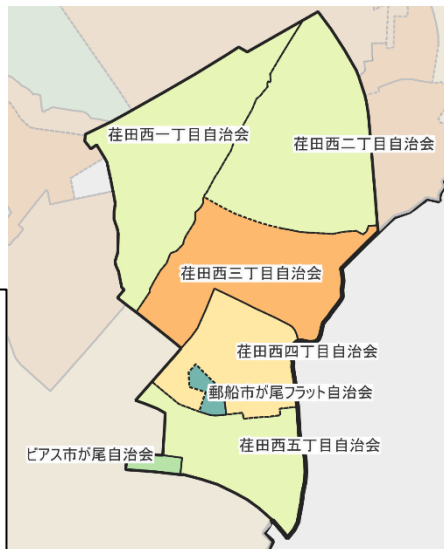 荏田西一丁目自治会
荏田西二丁目自治会
荏田西三丁目自治会
荏田西四丁目自治会
郵船市が尾フラット自治会
荏田西五丁目自治会
ピアス市が尾自治会